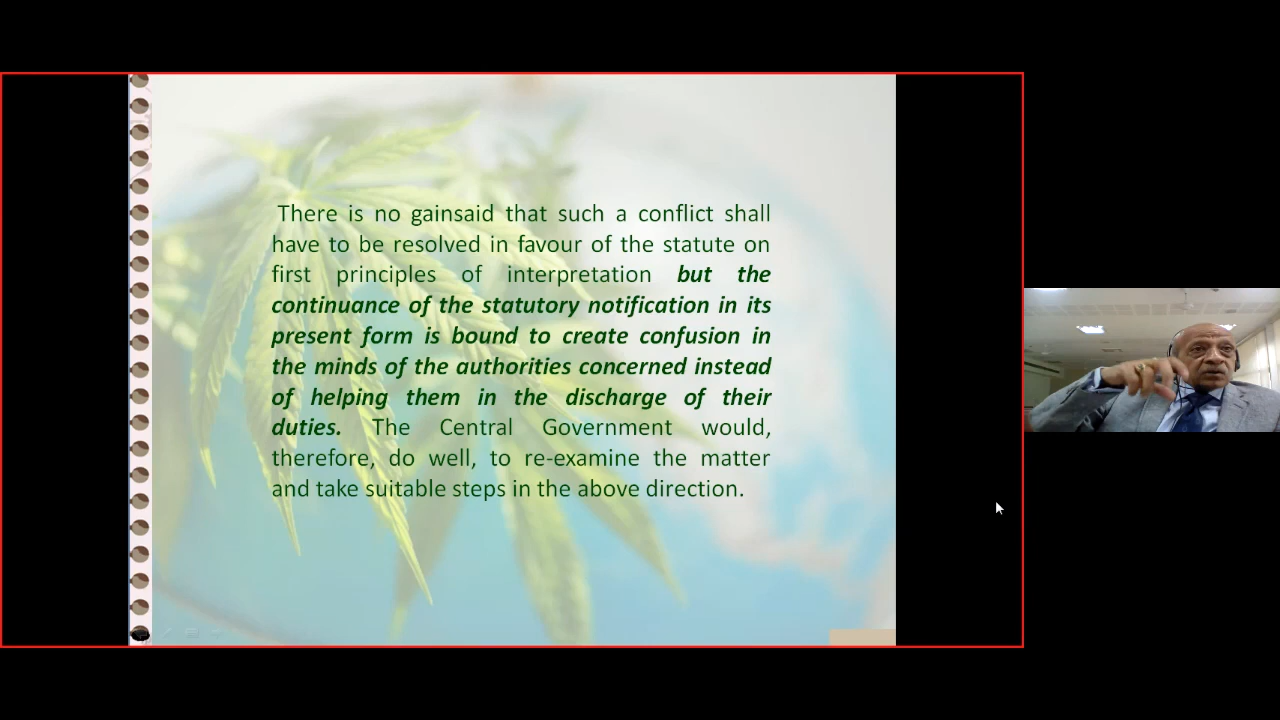 There is no gainsaid that such a conflict shall
have to be resolved in favour of the statute on
first principles of interpretation but the
continuance of the statutory notification in its
present form is bound to create confusion in
the minds of the authorities concerned instead
of helping them in the discharge of their
duties. The Central Government would,
therefore, do well, to re-examine the matter
and take suitable steps in the above direction.